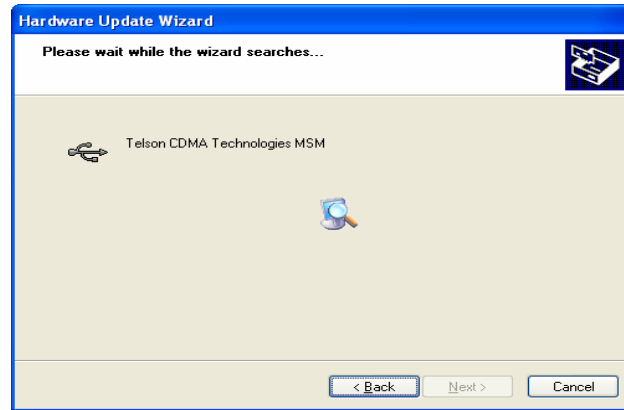 Hardware Update Wizard
Please wait while the wizard searches...
Telson CDMA Technologies MSM
< Back
Next >
Cancel